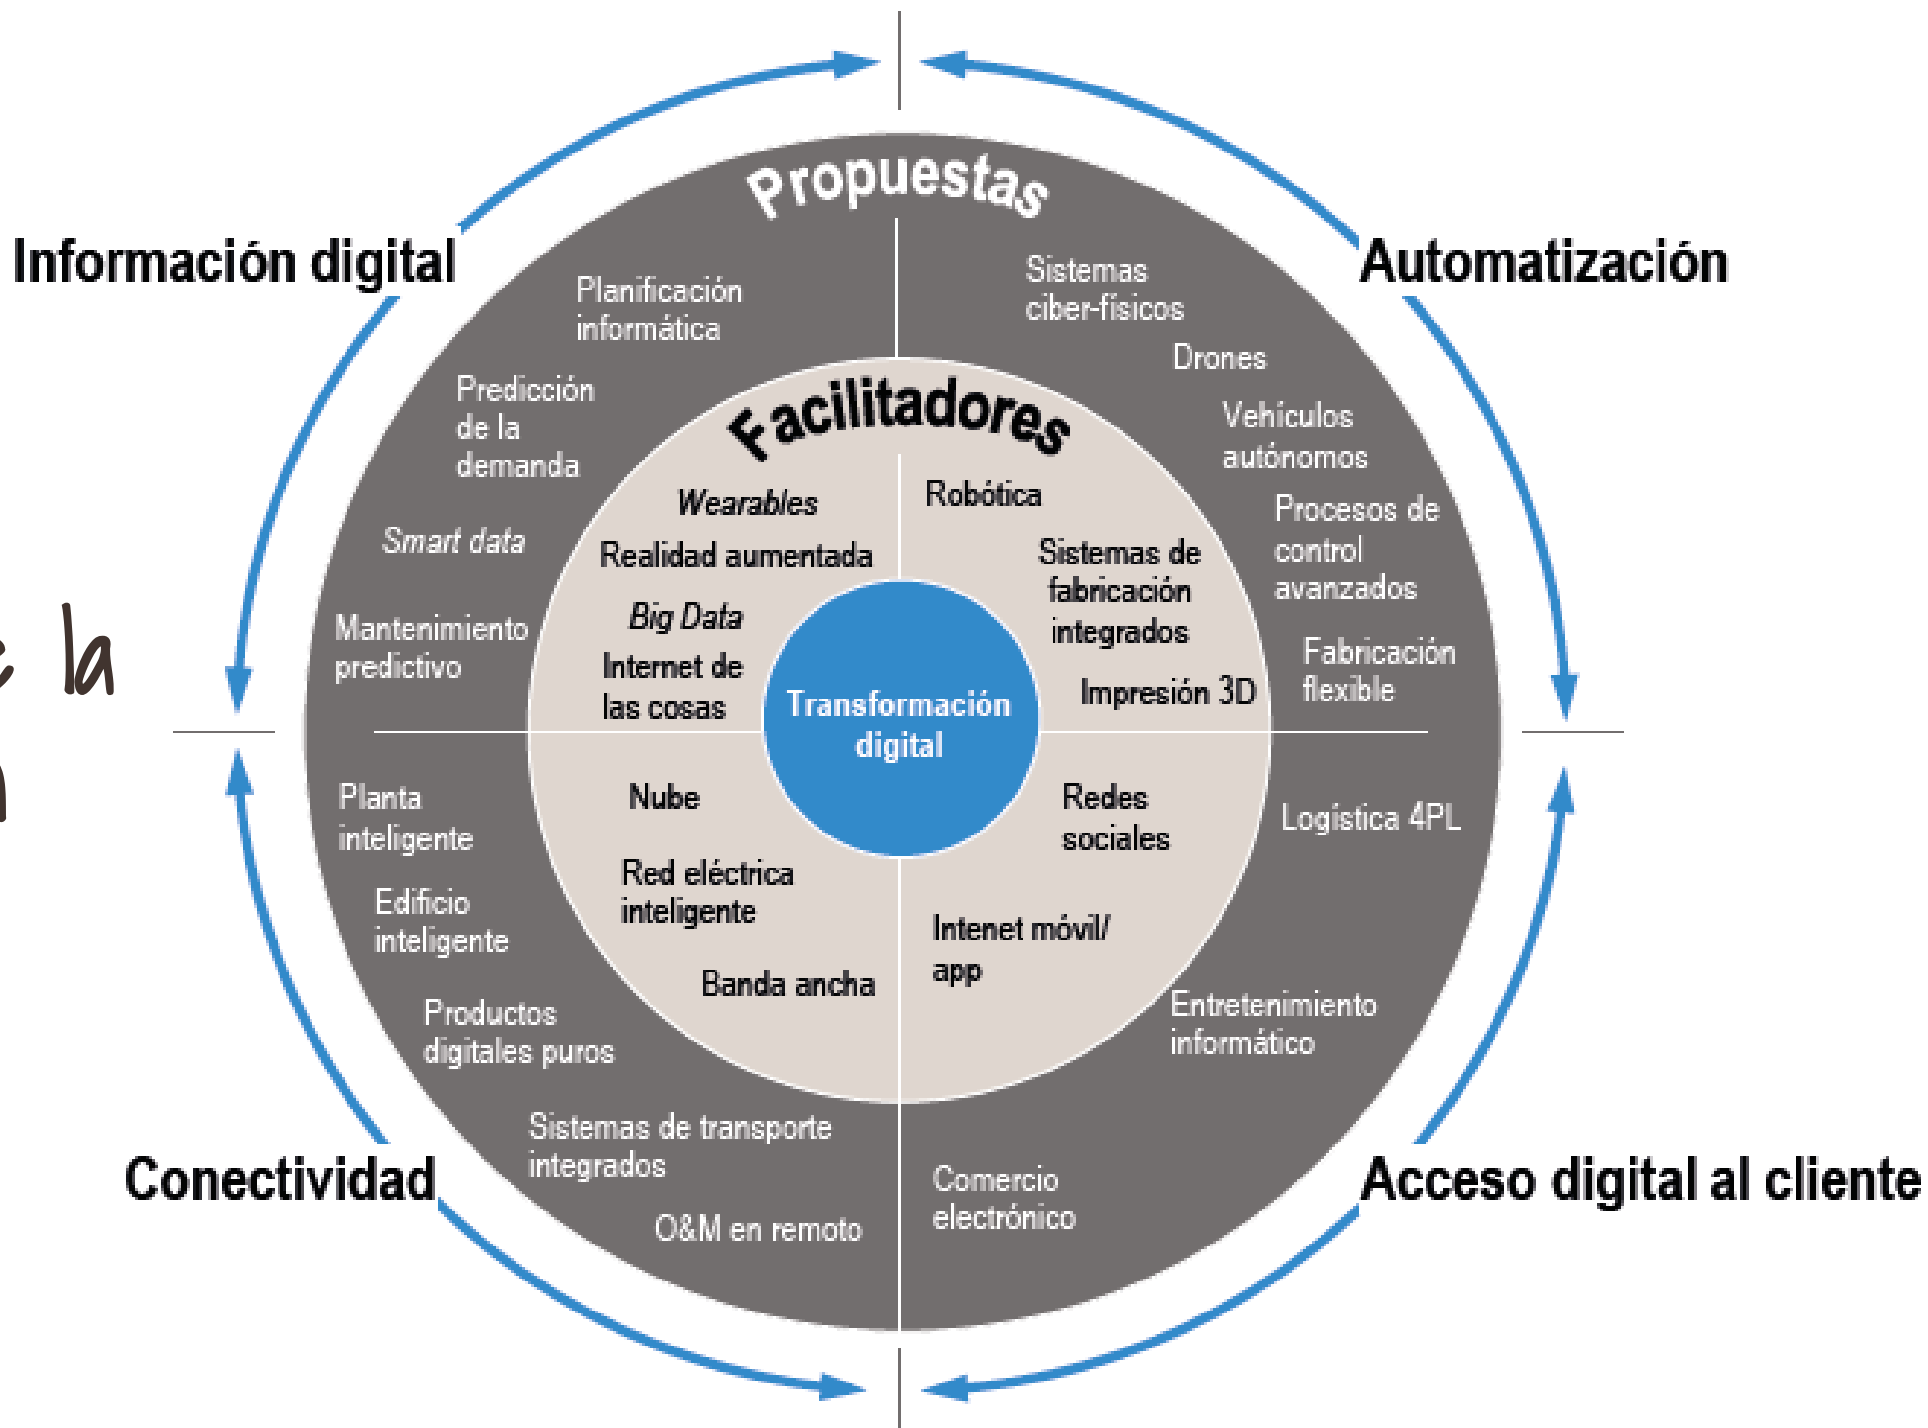 Propuestas
Información digital
Automatización
Planificación
informática
Predicción
de la
demanda
Smart data
Mantenimiento
predictivo
Sistemas
ciber-físicos
Drones
Vehículos
autónomos
Procesos de
control
avanzados
Fabricación
flexible
Facilitadores
Wearables
Realidad aumentada
Big Data
Internet de
las cosas
Robótica
Sistemas de
fabricación
integrados
Impresión 3D
la
Transformación
digital
Nube
Red eléctrica
inteligente
Banda ancha
Redes
sociales
Intenet móvil/
app
Planta
inteligente
Edificio
inteligente
Productos
digitales puros
Sistemas de transporte
integrados
O&M en remoto
Logística 4PL
Entretenimiento
informático
Comercio
electrónico
Conectividad
Acceso digital al cliente